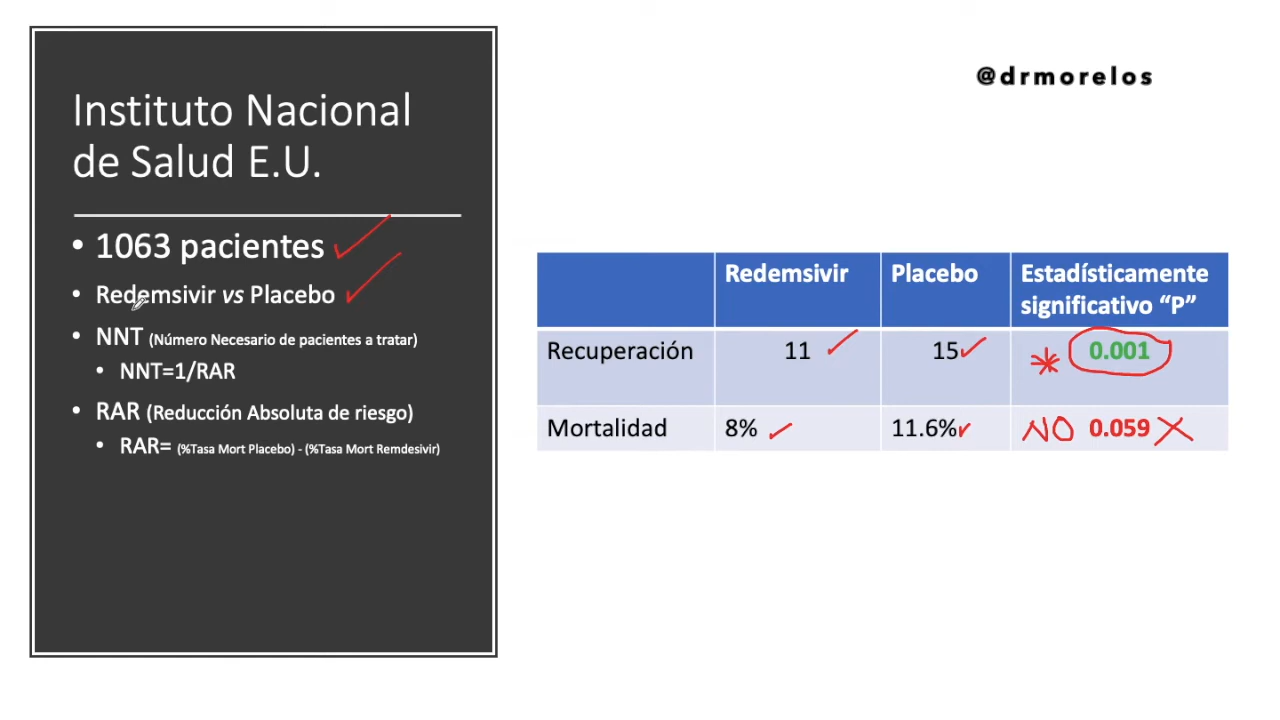 @drmorelos
Instituto Nacional
de Salud E.U.
• 1063 pacientes
• Redemsivir vs Placebo
• NNT (Número Necesario de pacientes a tratar)
• NNT=1/RAR
• RAR (Reducción Absoluta de riesgo)
• RAR= (%Tasa Mort Placebo) - (%Tasa Mort Remdesivir)
Redemsivir Placebo Estadísticamente
significativo “P”
Recuperación 11 15 * 0.001
Mortalidad 8% 11.6% NO 0.059 X